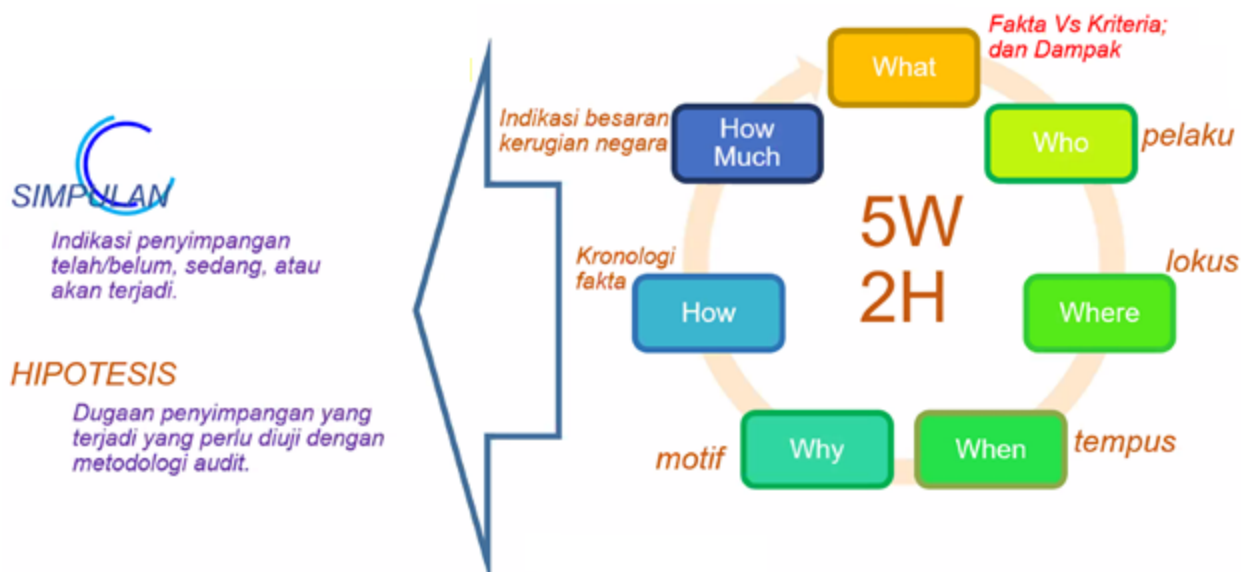 SIMPULAN
Indikasi penyimpangan
telah/belum, sedang, atau
akan terjadi.
HIPOTESIS
Dugaan penyimpangan yang
terjadi yang perlu diuji dengan
metodologi audit.
5W
2H
What
Fakta Vs Kriteria;
dan Dampak
Who
pelaku
Where
lokus
When
tempus
Why
motif
How
Kronologi
fakta
How
Much
Indikasi besaran
kerugian negara